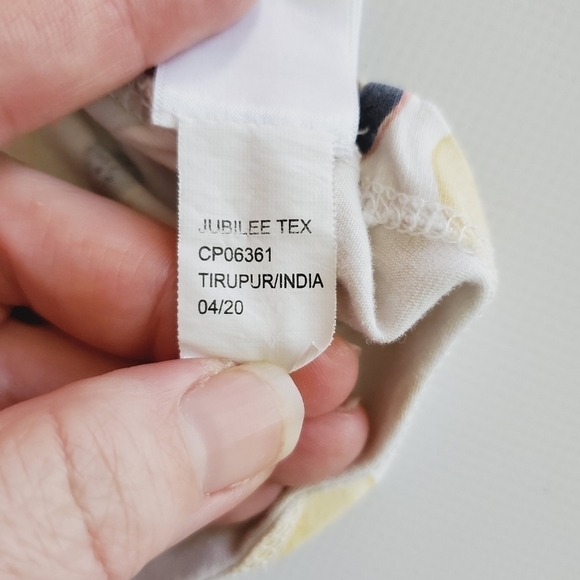 JUBILEE TEX
CP06361
TIRUPUR/INDIA
04/20